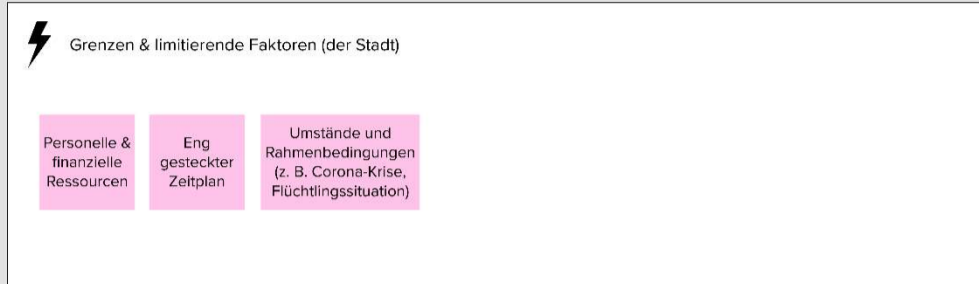 Grenzen & limitierende Faktoren (der Stadt)
Personelle &
finanzielle
Ressourcen
Eng
gesteckter
Zeitplan
Umstände und
Rahmenbedingungen
(z. B. Corona-Krise,
Flüchtlingssituation)